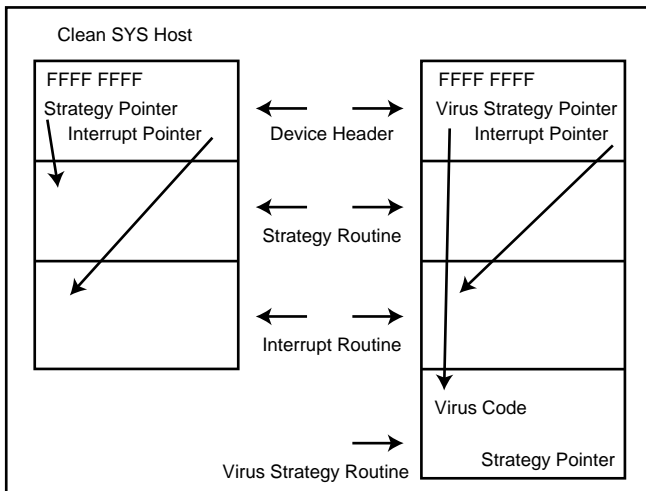 Clean SYS Host
FFFF FFFF
Strategy Pointer
Interrupt Pointer
Device Header
Strategy Routine
Interrupt Routine
FFFF FFFF
Virus Strategy Pointer
Interrupt Pointer
Virus Code
Strategy Pointer
Virus Strategy Routine